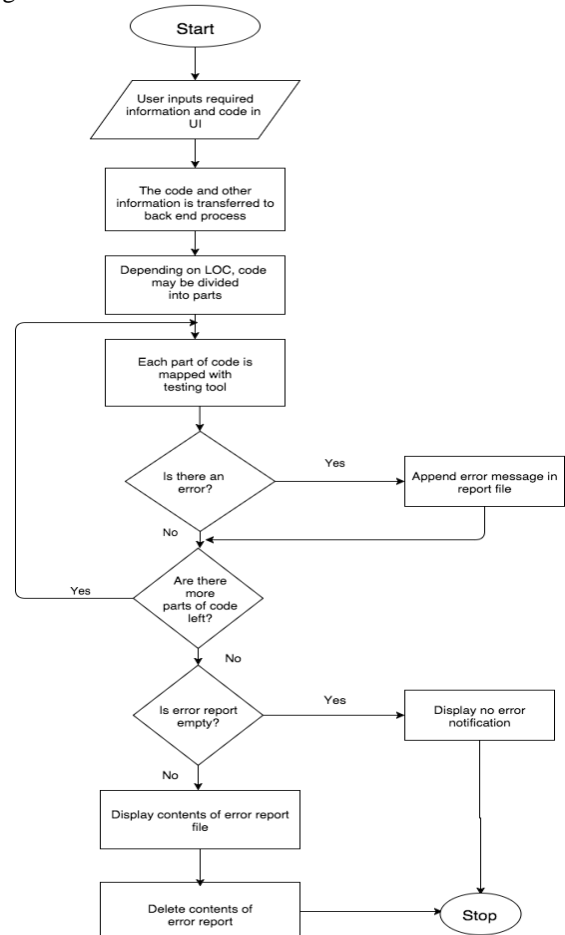 Start
User inputs required
information and code in
UI
The code and other
information is transferred to
back end process
Depending on LOC, code
may be divided
into parts
Each part of code is
mapped with
testing tool
Is there an
error?
Yes
Append error message in
report file
No
Are there
more
parts of code
left?
Yes
No
Is error report
empty?
Yes
Display no error
notification
No
Display contents of error report
file
Delete contents of
error report
Stop